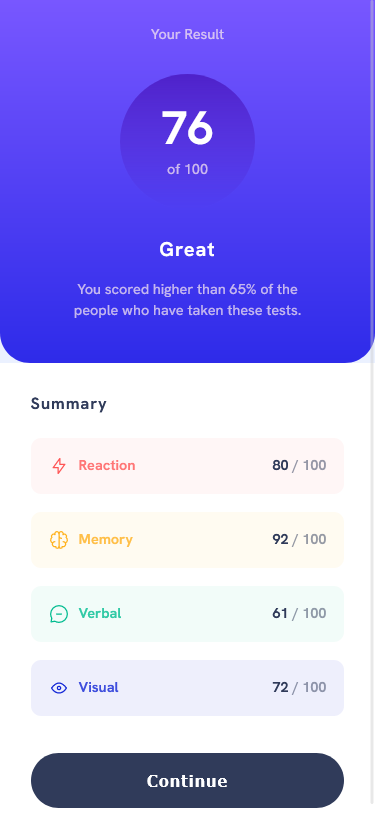 Your Result
76
of 100
Great
You scored higher than 65% of the
people who have taken these tests.
Summary
Reaction 80 / 100
Memory 92 / 100
Verbal 61 / 100
Visual 72 / 100
Continue